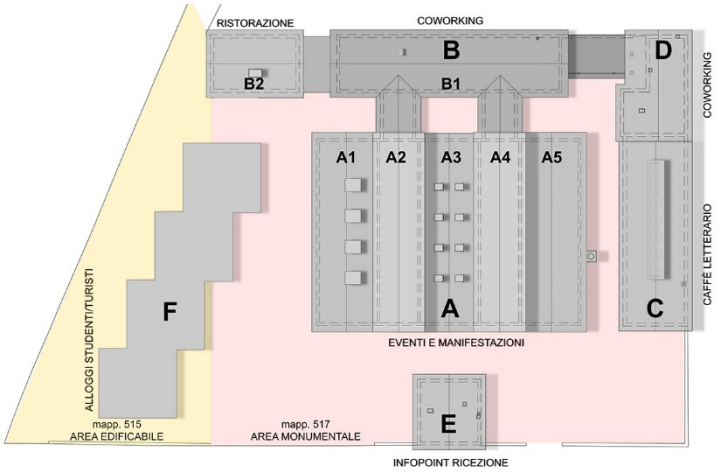 RISTORAZIONE
COWORKING
B
D
B2
B1
COWORKING
A1
A2
A3
A4
A5
CAFFÈ LETTERARIO
ALLOGGI STUDENTI/TURISTI
F
A
C
EVENTI E MANIFESTAZIONI
mapp. 515
AREA EDIFICABILE
mapp. 517
AREA MONUMENTALE
E
INFOPOINT RICEZIONE